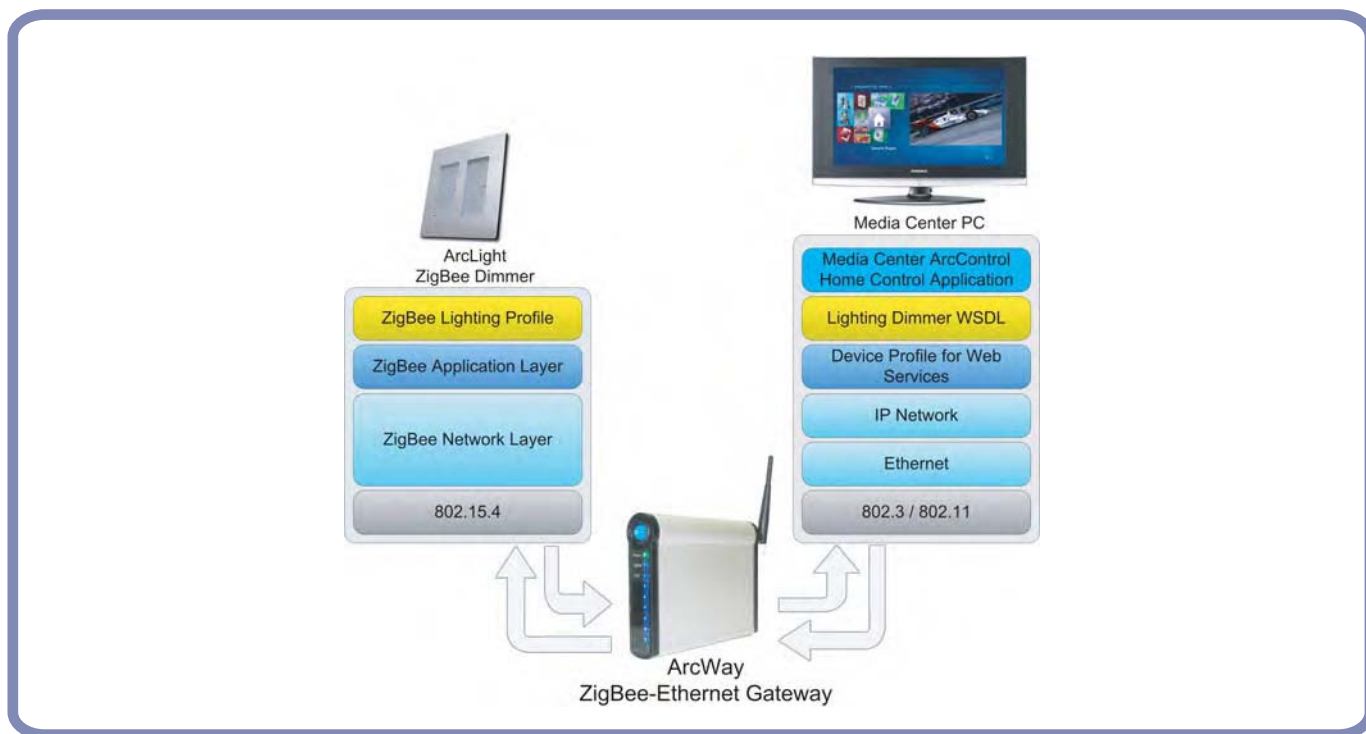 ArcLight
ZigBee Dimmer
ZigBee Lighting Profile
ZigBee Application Layer
ZigBee Network Layer
802.15.4
Media Center PC
Media Center ArcControl
Home Control Application
Lighting Dimmer WSDL
Device Profile for Web
Services
IP Network
Ethernet
802.3 / 802.11
ArcWay
ZigBee-Ethernet Gateway